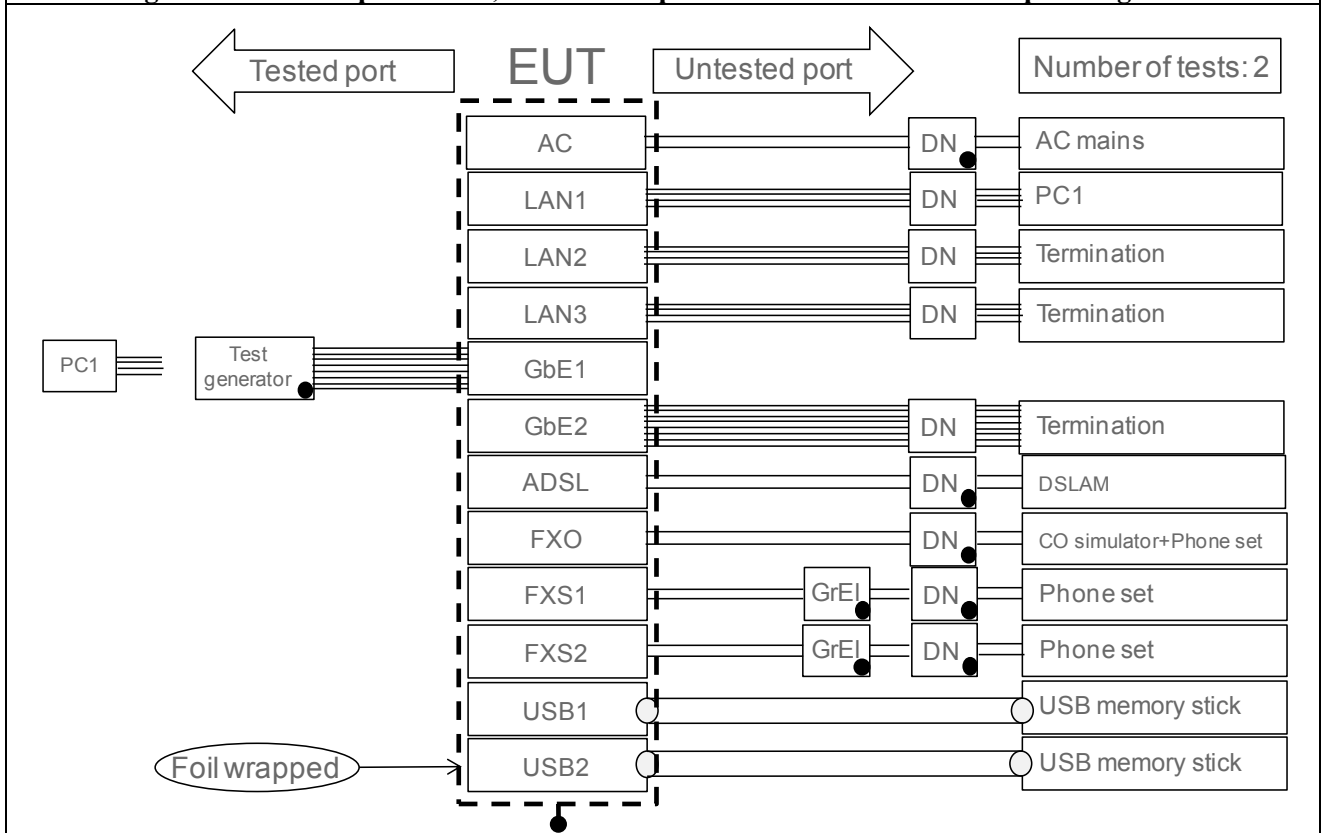 Tested port
EUT
Untested port
Number of tests: 2
AC
DN
AC mains
LAN1
DN
PC1
LAN2
DN
Termination
LAN3
DN
Termination
PC1
Test
generator
GbE1
GbE2
DN
Termination
ADSL
DN
DSLAM
FXO
DN
CO simulator+Phone set
FXS1
GrEI
DN
Phone set
FXS2
GrEI
DN
Phone set
USB1
USB memory stick
Foil wrapped
USB2
USB memory stick